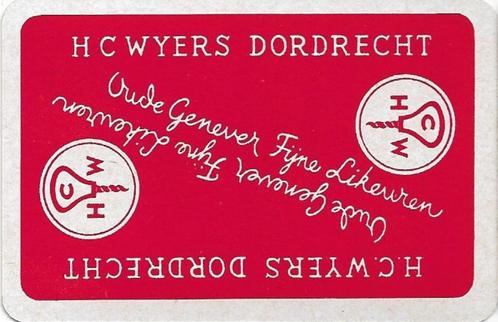 H C WYERS DORDRECHT
Oude Genever Fijne Likeuren
H
C
W
Oude Genever Fijne Likeuren
H
C
W
H.C.WYERS DORDRECHT